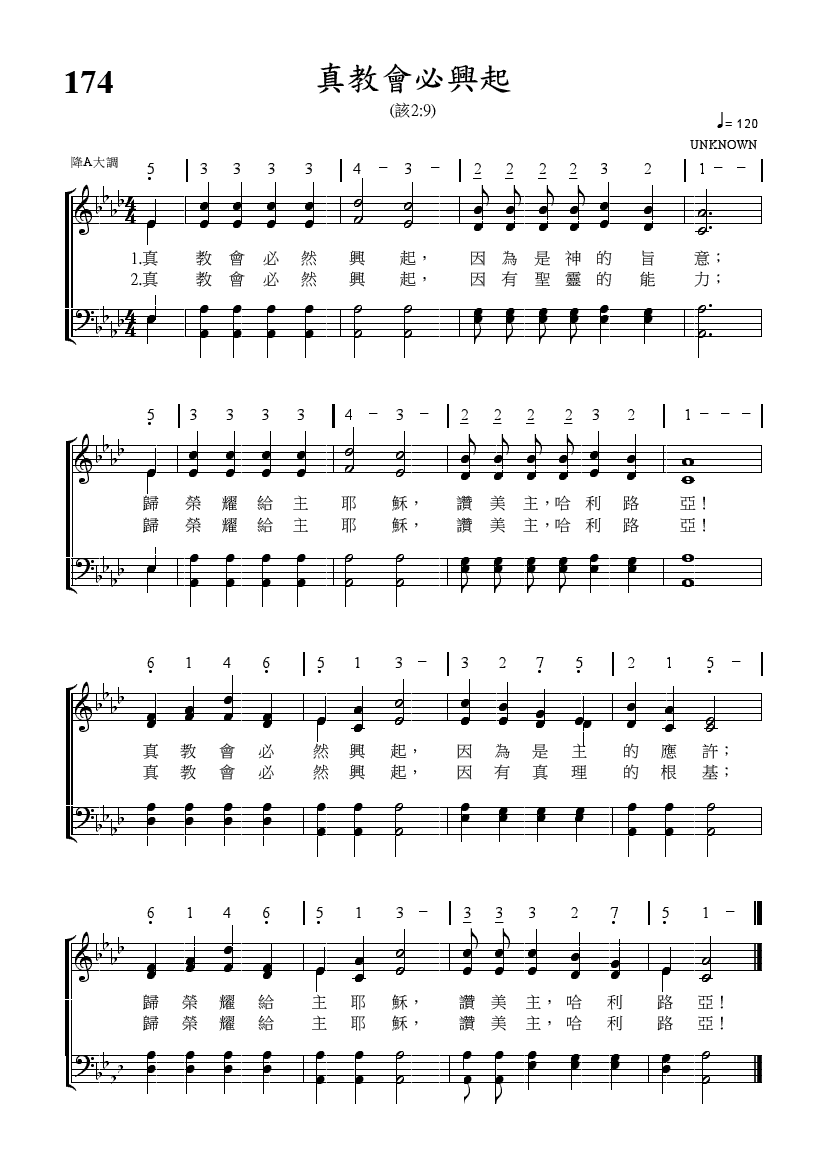 174
真教會必興起
(該2:9)
♩= 120
UNKNOWN
降A大調
5 | 3 3 3 3 | 4 – 3 – | 2 2 2 2 3 2 | 1 – – |
4 4
1.真 教 會 必 然 興 起， 因 為 是 神 的 旨 意；
2.真 教 會 必 然 興 起， 因 有 聖 靈 的 能 力；
4 4
5 | 3 3 3 3 | 4 – 3 – | 2 2 2 2 3 2 | 1 – – – |
歸 榮 耀 給 主 耶 穌， 讚 美 主，哈 利 路 亞！
歸 榮 耀 給 主 耶 穌， 讚 美 主，哈 利 路 亞！
6 1 4 6 | 5 1 3 – | 3 2 7 5 | 2 1 5 – |
真 教 會 必 然 興 起， 因 為 是 主 的 應 許；
真 教 會 必 然 興 起， 因 有 真 理 的 根 基；
6 1 4 6 | 5 1 3 – | 3 3 3 2 7 | 5 1 – |
歸 榮 耀 給 主 耶 穌， 讚 美 主，哈 利 路 亞！
歸 榮 耀 給 主 耶 穌， 讚 美 主，哈 利 路 亞！